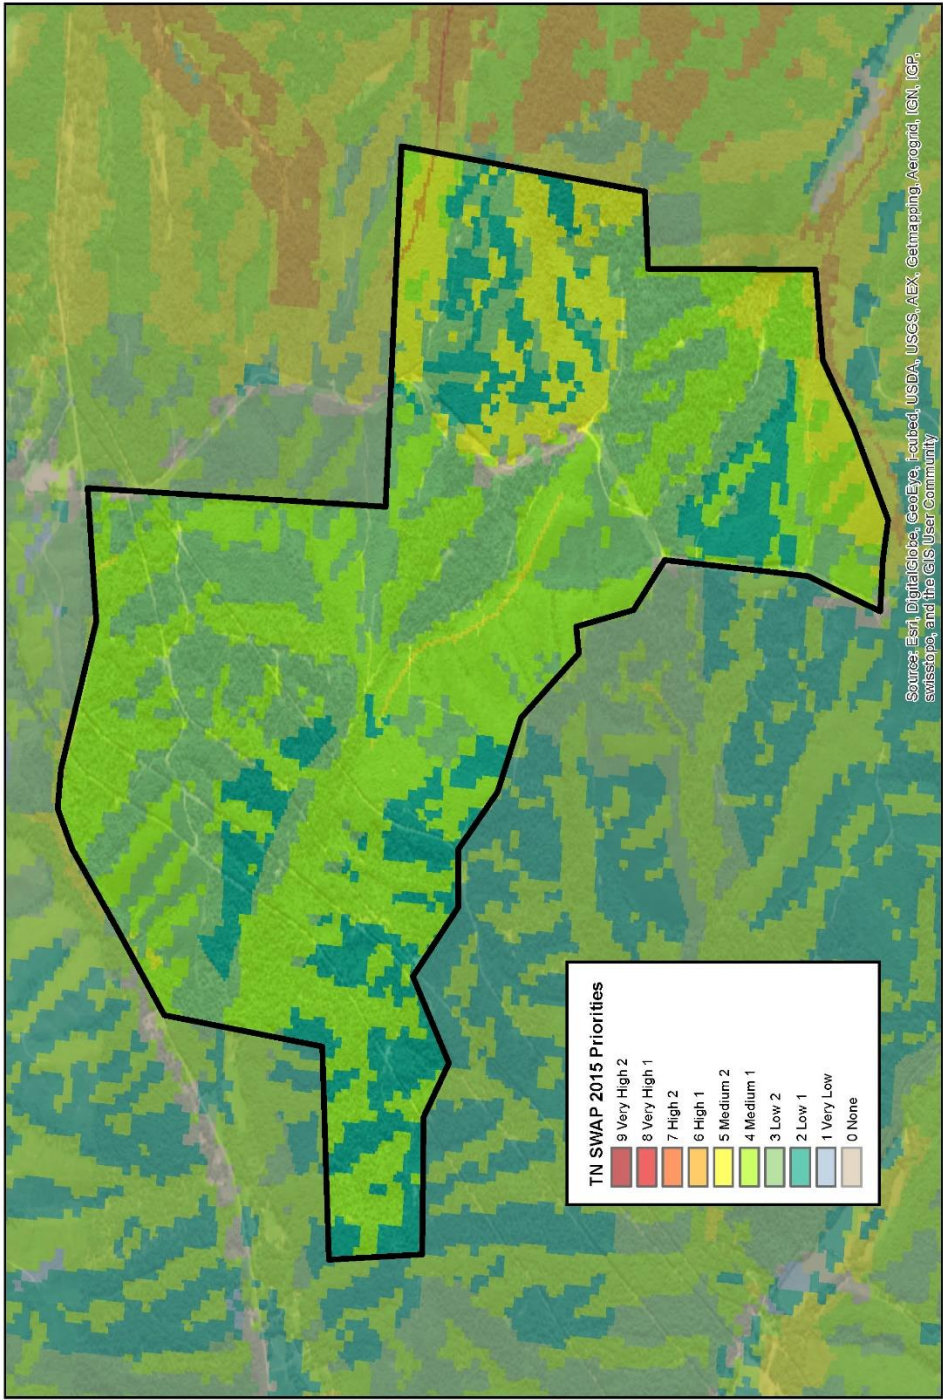 TN SWAP 2015 Priorities
9 Very High 2
8 Very High 1
7 High 2
6 High 1
5 Medium 2
4 Medium 1
3 Low 2
2 Low 1
1 Very Low
0 None
Source: Esri, DigitalGlobe, GeoEye, i-cubed, USDA, USGS, AEX, Getmapping, Aerogrid, IGN, IGP,
swisstopo, and the GIS User Community